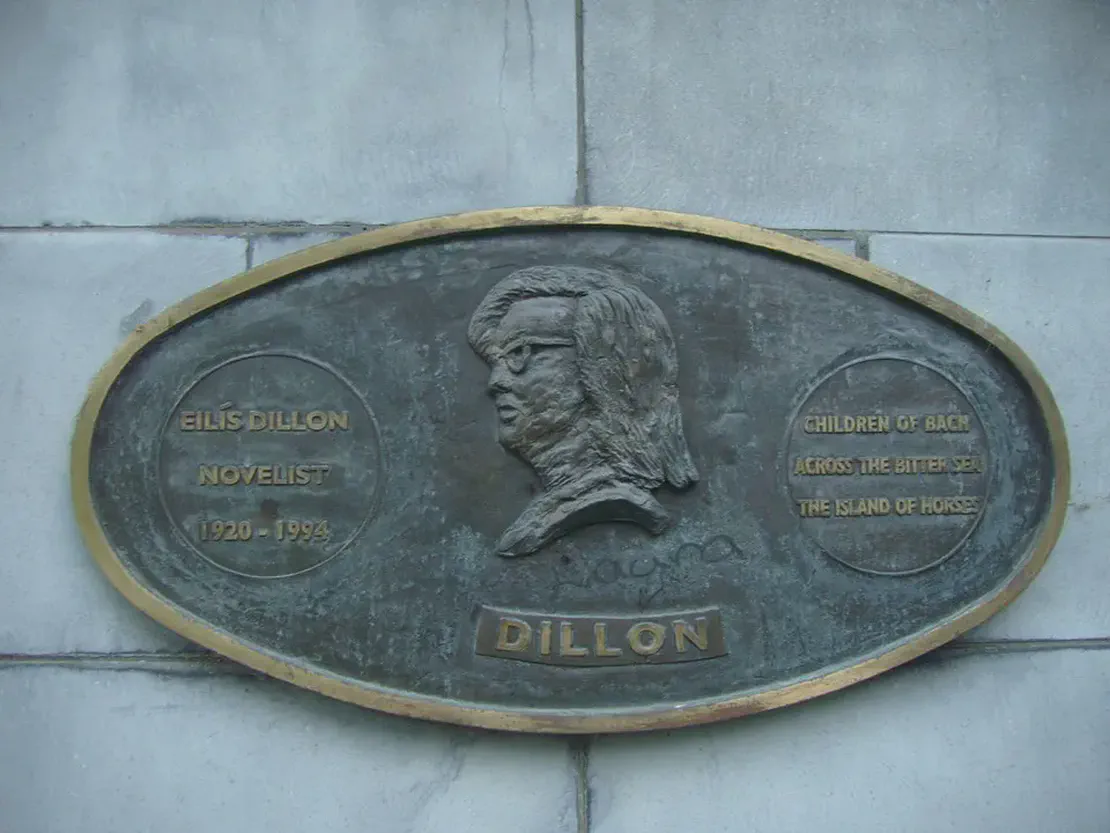 EILÍS DILLON
NOVELIST
1920 - 1994
CHILDREN OF BACH
ACROSS THE BITTER SEA
THE ISLAND OF HORSES
DILLON